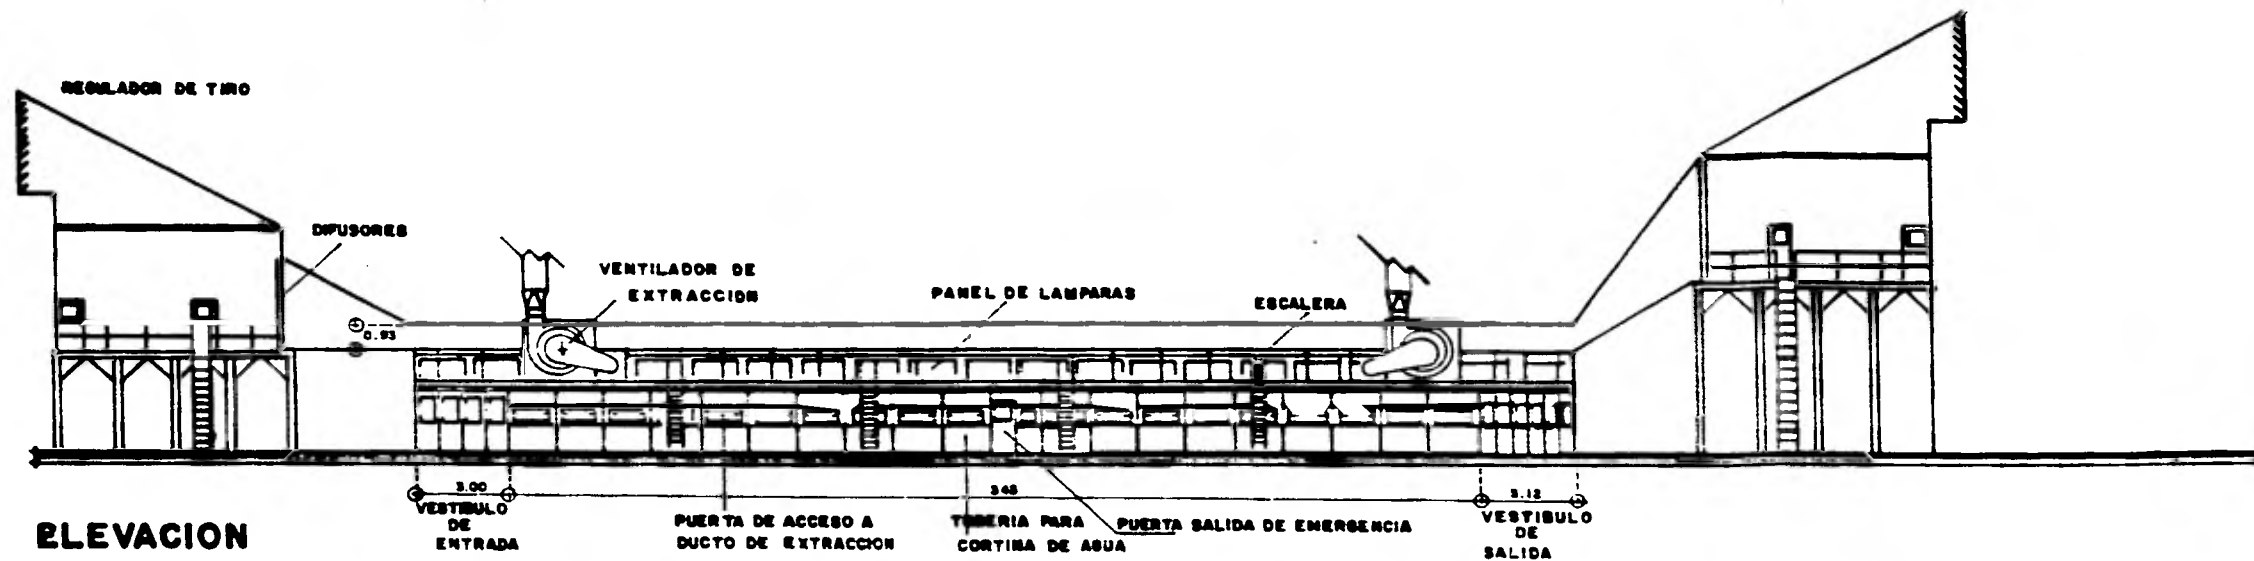 REGULADOR DE TIRO
DIFUSORES
VENTILADOR DE
EXTRACCION
PANEL DE LAMPARAS
ESCALERA
0.93
3.00
348
3.12
VESTIBULO
DE
ENTRADA
PUERTA DE ACCESO A
DUCTO DE EXTRACCION
TUBERIA PARA
CORTINA DE AGUA
PUERTA SALIDA DE EMERGENCIA
VESTIBULO
DE
SALIDA
ELEVACION